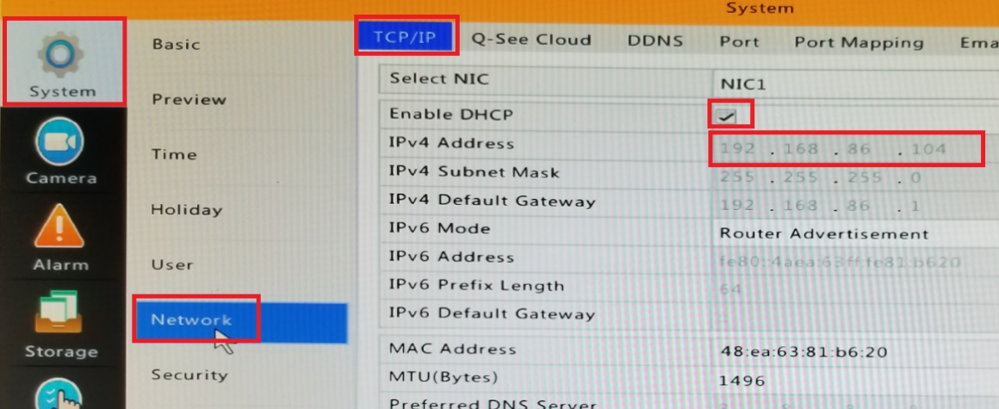 System
System
Camera
Alarm
Storage
Basic
Preview
Time
Holiday
User
Network
Security
TCP/IP Q-See Cloud DDNS Port Port Mapping Ema
Select NIC NIC1
Enable DHCP
IPv4 Address 192 . 168 . 86 . 104
IPv4 Subnet Mask 255 . 255 . 255 . 0
IPv4 Default Gateway 192 . 168 . 86 . 1
IPv6 Mode Router Advertisement
IPv6 Address fe80::4aea:63ff:fe81:b620
IPv6 Prefix Length 64
IPv6 Default Gateway ::
MAC Address 48:ea:63:81:b6:20
MTU(Bytes) 1496
Preferred DNS Server